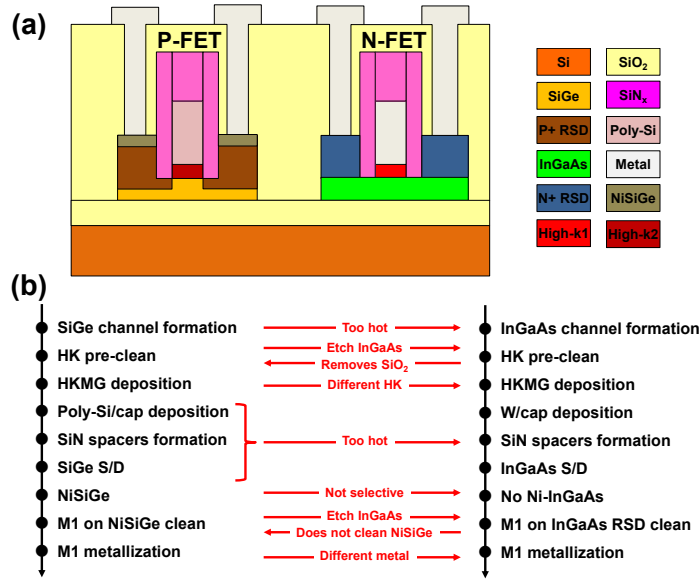 (a)
P-FET
N-FET
Si
SiO2
SiGe
SiNx
P+ RSD
Poly-Si
InGaAs
Metal
N+ RSD
NiSiGe
High-k1
High-k2
(b)
SiGe channel formation
Too hot
InGaAs channel formation
HK pre-clean
Etch InGaAs
Removes SiO2
HK pre-clean
HKMG deposition
Different HK
HKMG deposition
Poly-Si/cap deposition
W/cap deposition
SiN spacers formation
Too hot
SiN spacers formation
SiGe S/D
InGaAs S/D
NiSiGe
Not selective
No Ni-InGaAs
M1 on NiSiGe clean
Etch InGaAs
Does not clean NiSiGe
M1 on InGaAs RSD clean
M1 metallization
Different metal
M1 metallization